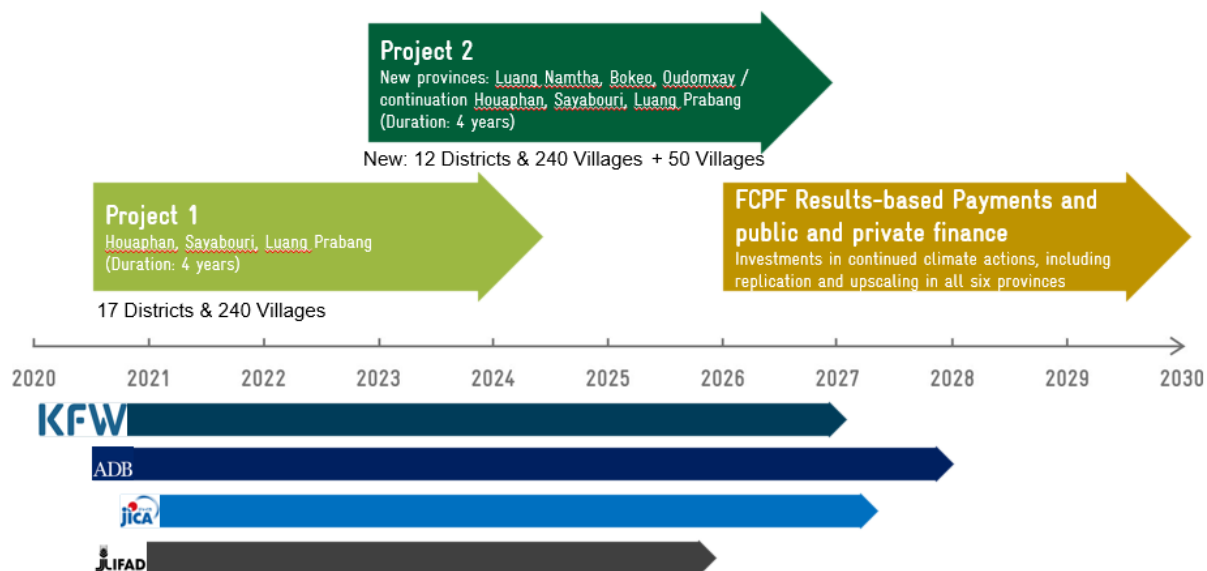 Project 2
New provinces: Luang Namtha, Bokeo, Oudomxay /
continuation Houaphan, Sayabouri, Luang Prabang
(Duration: 4 years)
New: 12 Districts & 240 Villages + 50 Villages
Project 1
Houaphan, Sayabouri, Luang Prabang
(Duration: 4 years)
17 Districts & 240 Villages
FCPF Results-based Payments and
public and private finance
Investments in continued climate actions, including
replication and upscaling in all six provinces
2020 2021 2022 2023 2024 2025 2026 2027 2028 2029 2030
KFW
ADB
jICA
JLIFAD